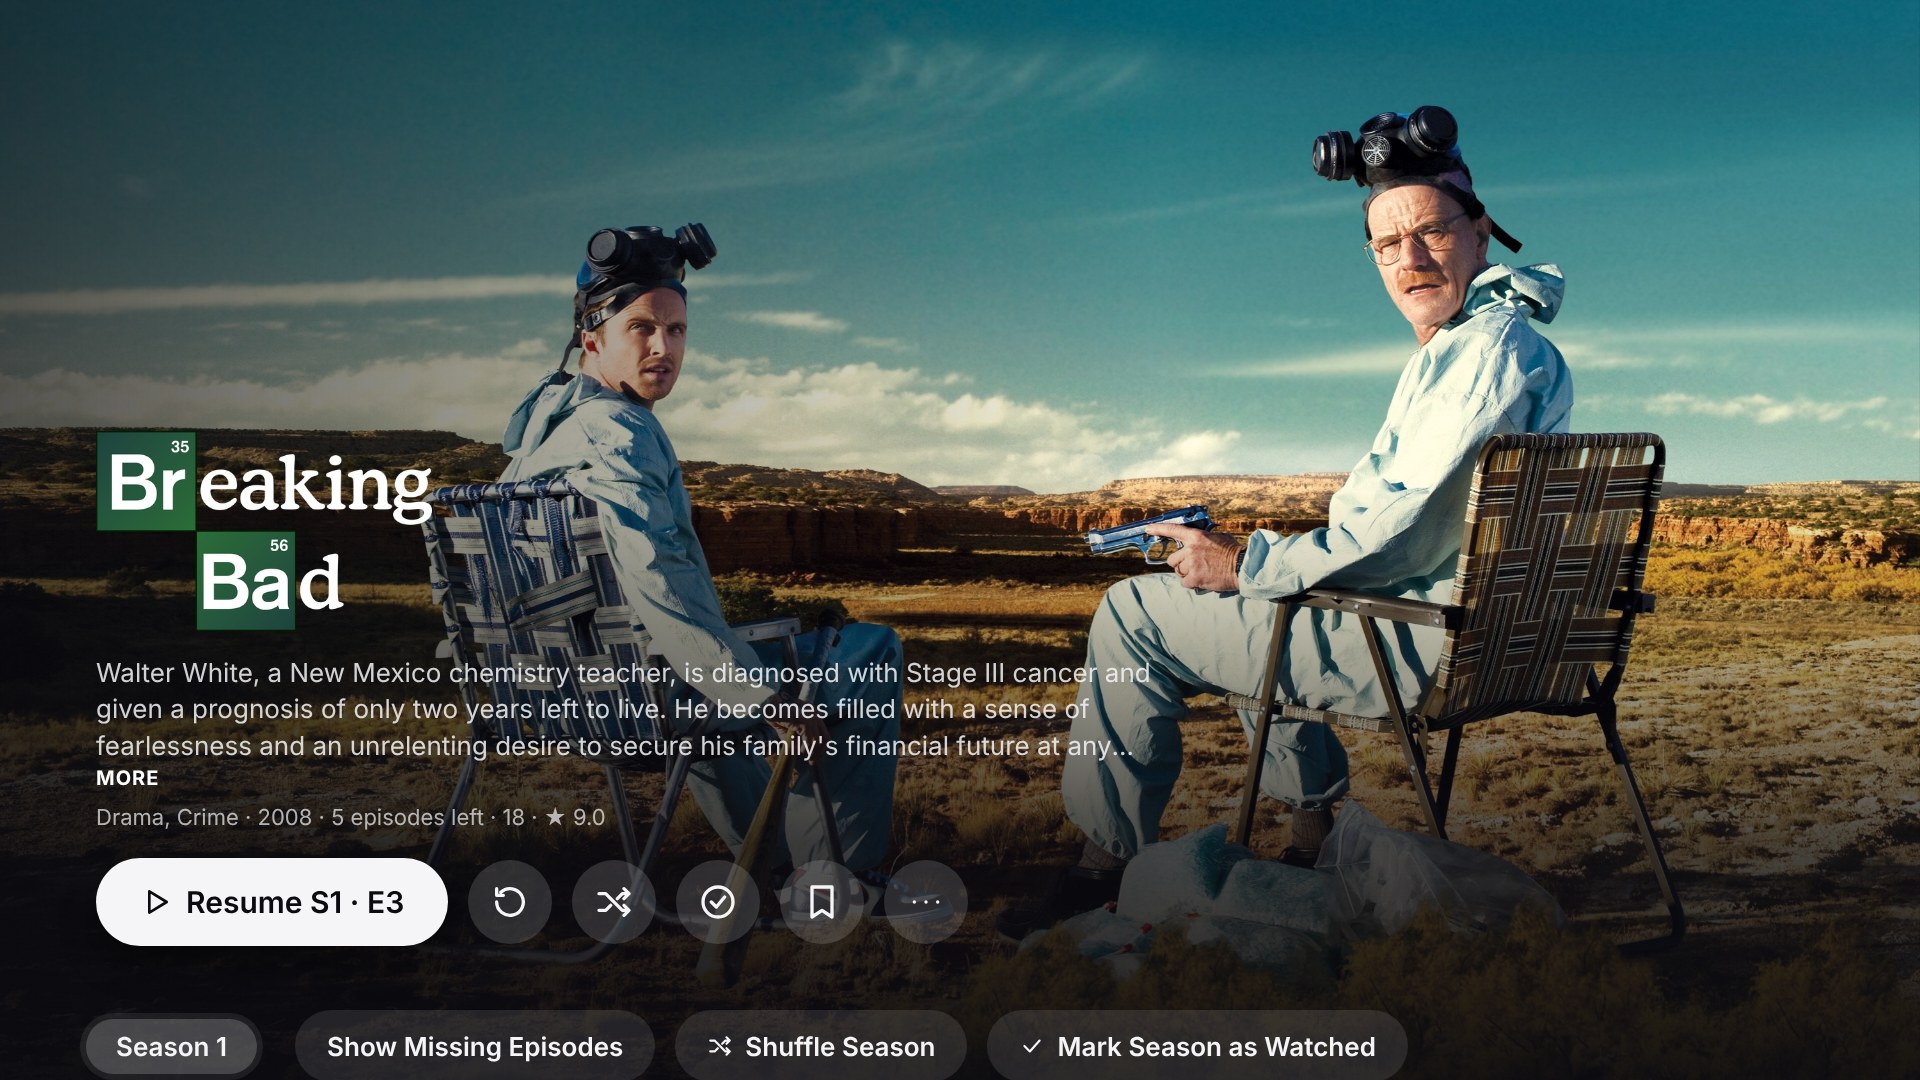 35
Breaking
56
Bad
Walter White, a New Mexico chemistry teacher, is diagnosed with Stage III cancer and
given a prognosis of only two years left to live. He becomes filled with a sense of
fearlessness and an unrelenting desire to secure his family's financial future at any...
MORE
Drama, Crime · 2008 · 5 episodes left · 18 · ★ 9.0
Resume S1 · E3
Season 1
Show Missing Episodes
Shuffle Season
Mark Season as Watched